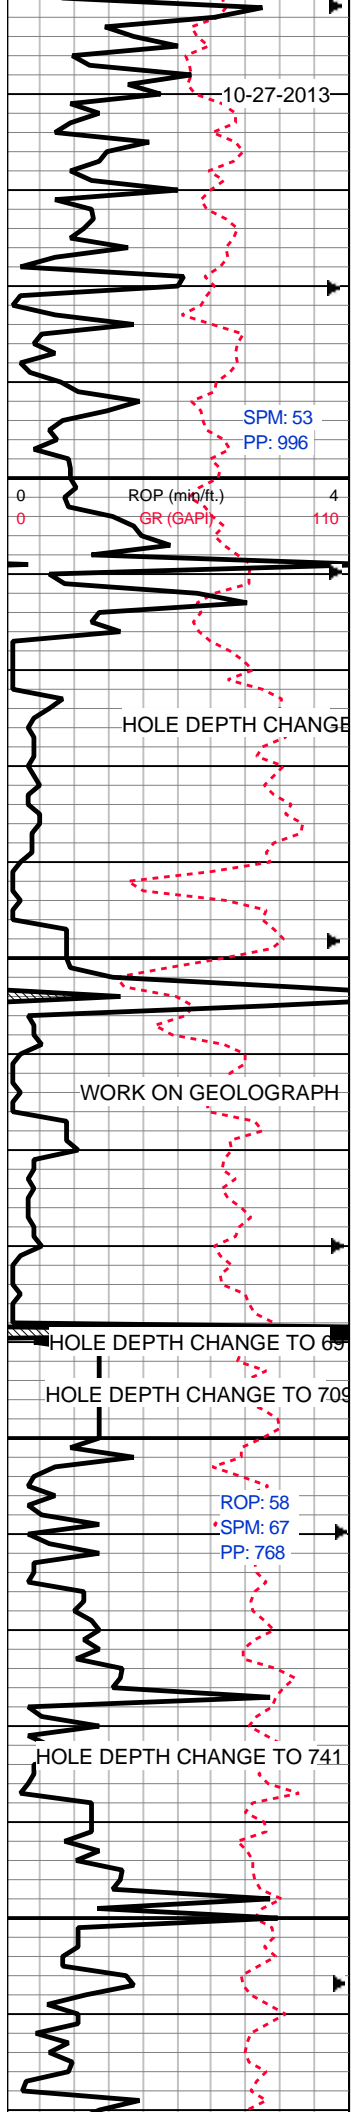 10-27-2013
SPM: 53
PP: 996
0 ROP (min/ft.) 4
0 GR (GAPI) 110
HOLE DEPTH CHANGE
WORK ON GEOLOGRAPH
HOLE DEPTH CHANGE TO 69
HOLE DEPTH CHANGE TO 709
ROP: 58
SPM: 67
PP: 768
HOLE DEPTH CHANGE TO 741